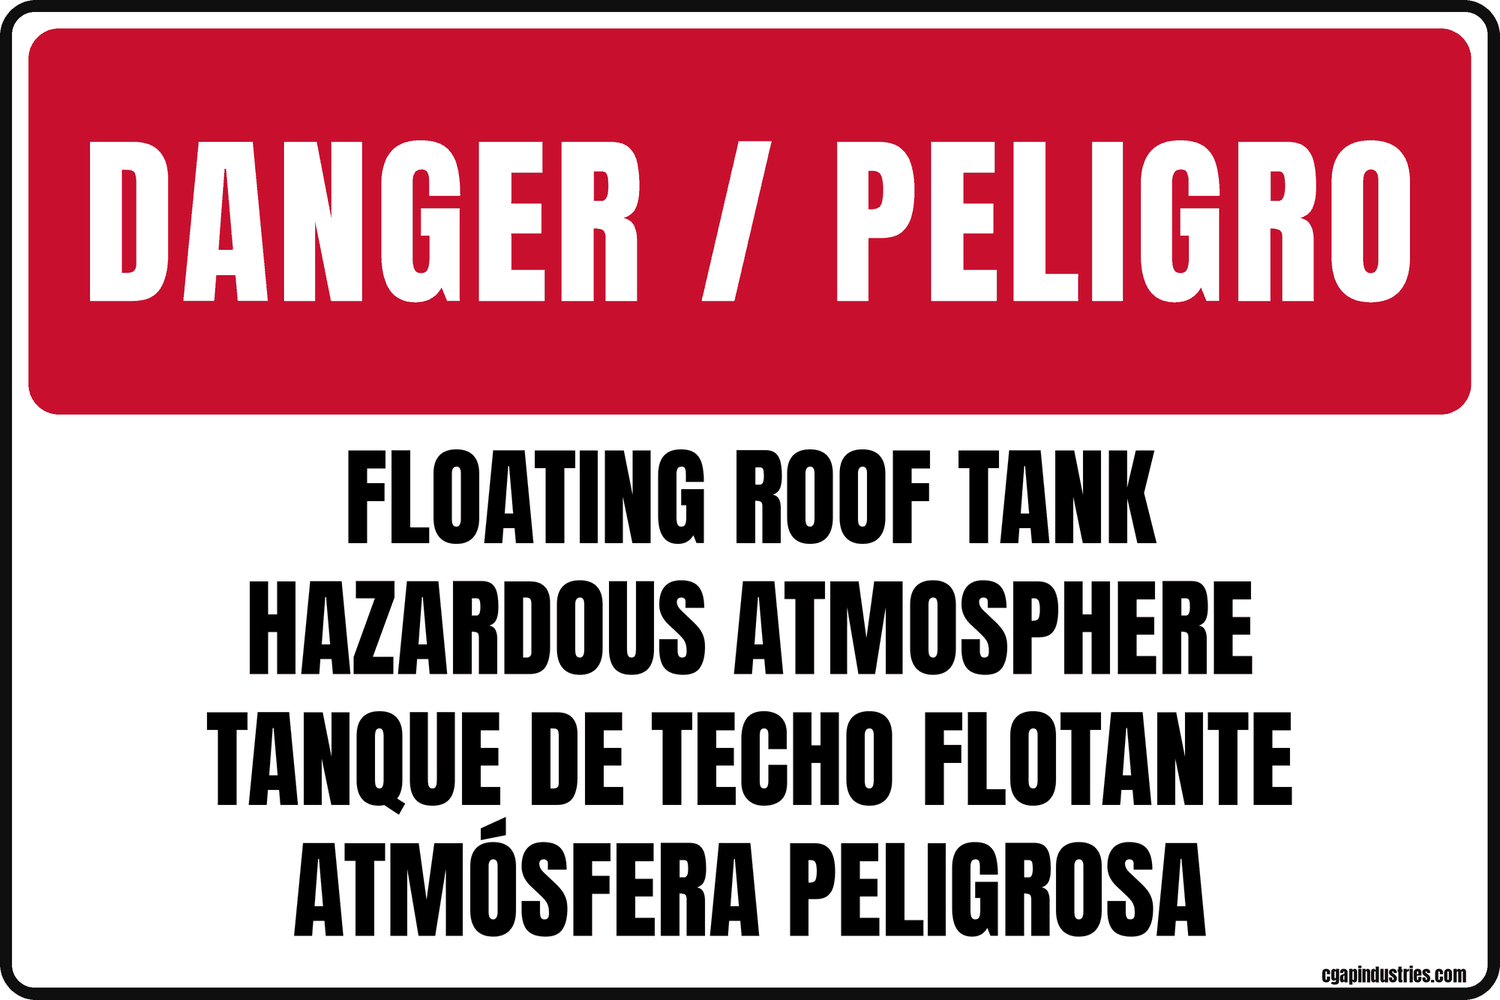 DANGER / PELIGRO
FLOATING ROOF TANK
HAZARDOUS ATMOSPHERE
TANQUE DE TECHO FLOTANTE
ATMÓSFERA PELIGROSA
cgapindustries.com